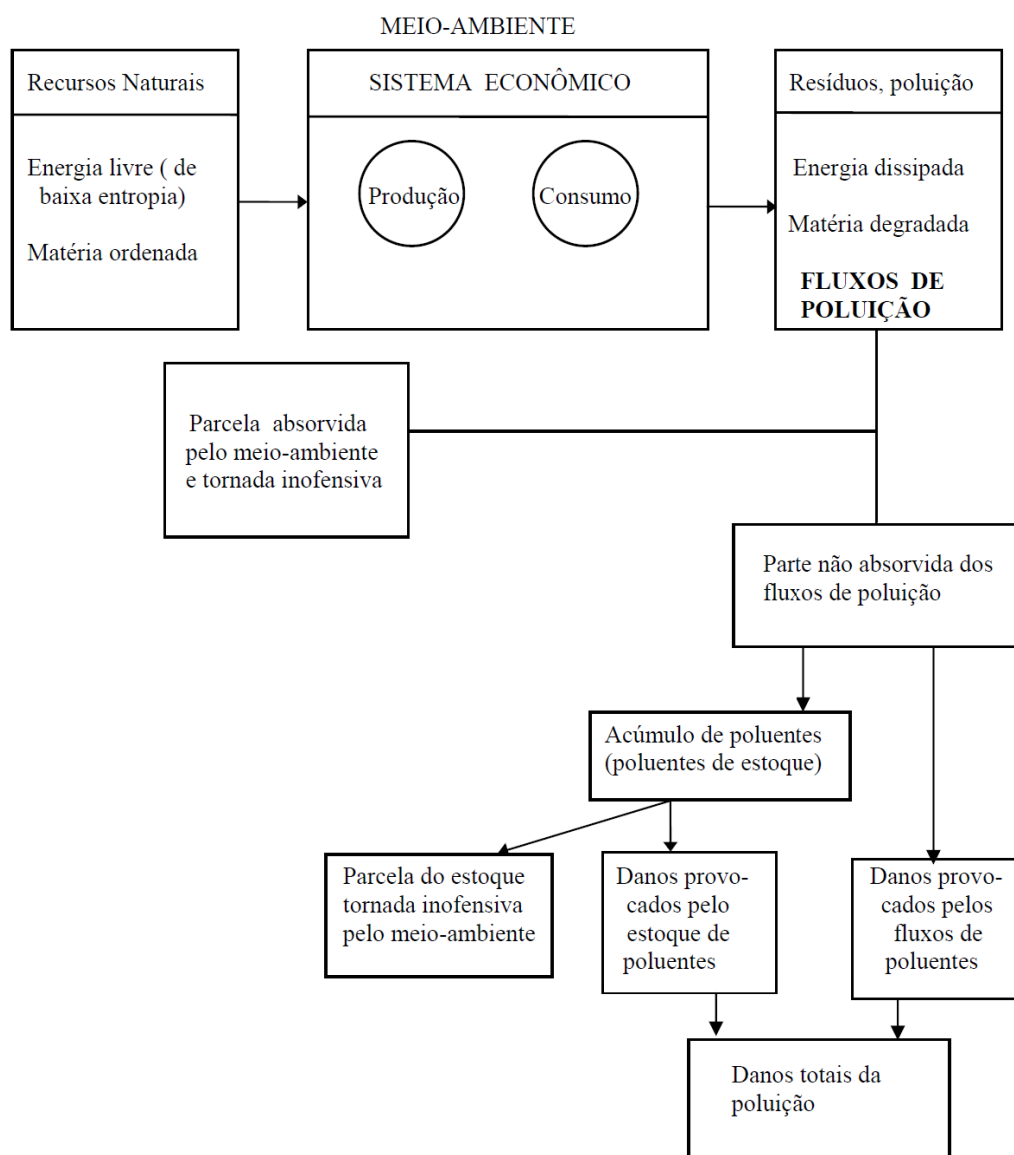 MEIO-AMBIENTE
Recursos Naturais
Energia livre ( de
baixa entropia)
Matéria ordenada
SISTEMA ECONÔMICO
Produção
Consumo
Resíduos, poluição
Energia dissipada
Matéria degradada
FLUXOS DE
POLUIÇÃO
Parcela absorvida
pelo meio-ambiente
e tornada inofensiva
Parte não absorvida dos
fluxos de poluição
Acúmulo de poluentes
(poluentes de estoque)
Parcela do estoque
tornada inofensiva
pelo meio-ambiente
Danos provo-
cados pelo
estoque de
poluentes
Danos provo-
cados pelos
fluxos de
poluentes
Danos totais da
poluição